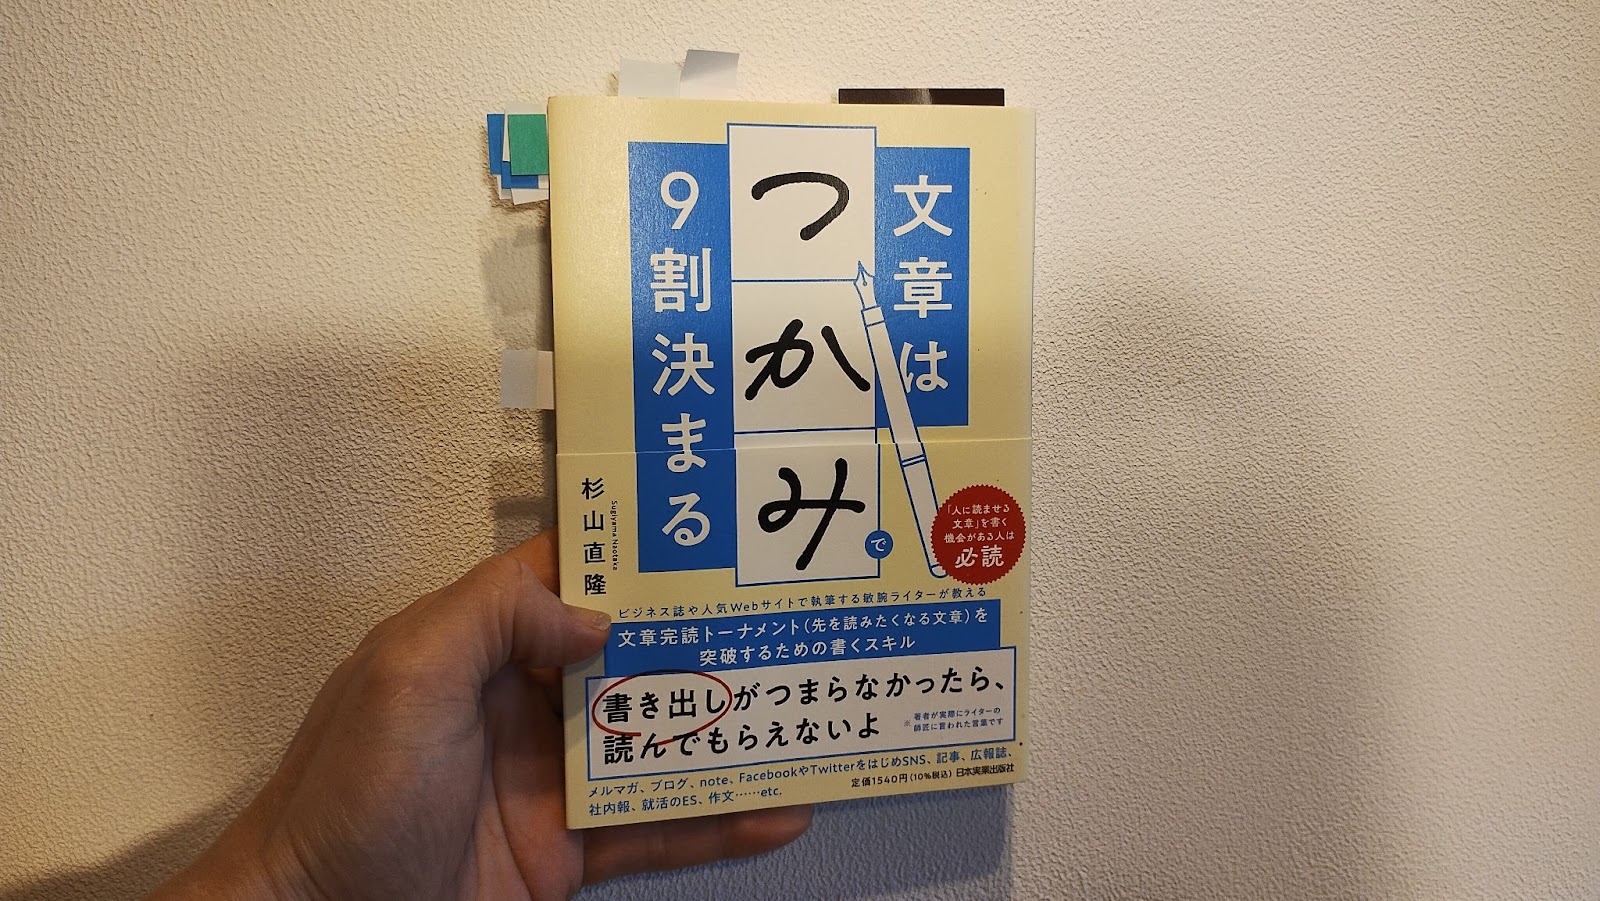 文章は
つかみで
9割決まる
杉山直隆
Sugiyama Naotaka
「人に読ませる
文章」を書く
機会がある人は
必読
ビジネス誌や人気Webサイトで執筆する敏腕ライターが教える
文章完読トーナメント(先を読みたくなる文章)を
突破するための書くスキル
書き出しがつまらなかったら、
読んでもらえないよ
※著者が実際にライターの
師匠に言われた言葉です
メルマガ、ブログ、note、FacebookやTwitterをはじめSNS、記事、広報誌、
社内報、就活のES、作文……etc.
定価1540円(10%税込) 日本実業出版社